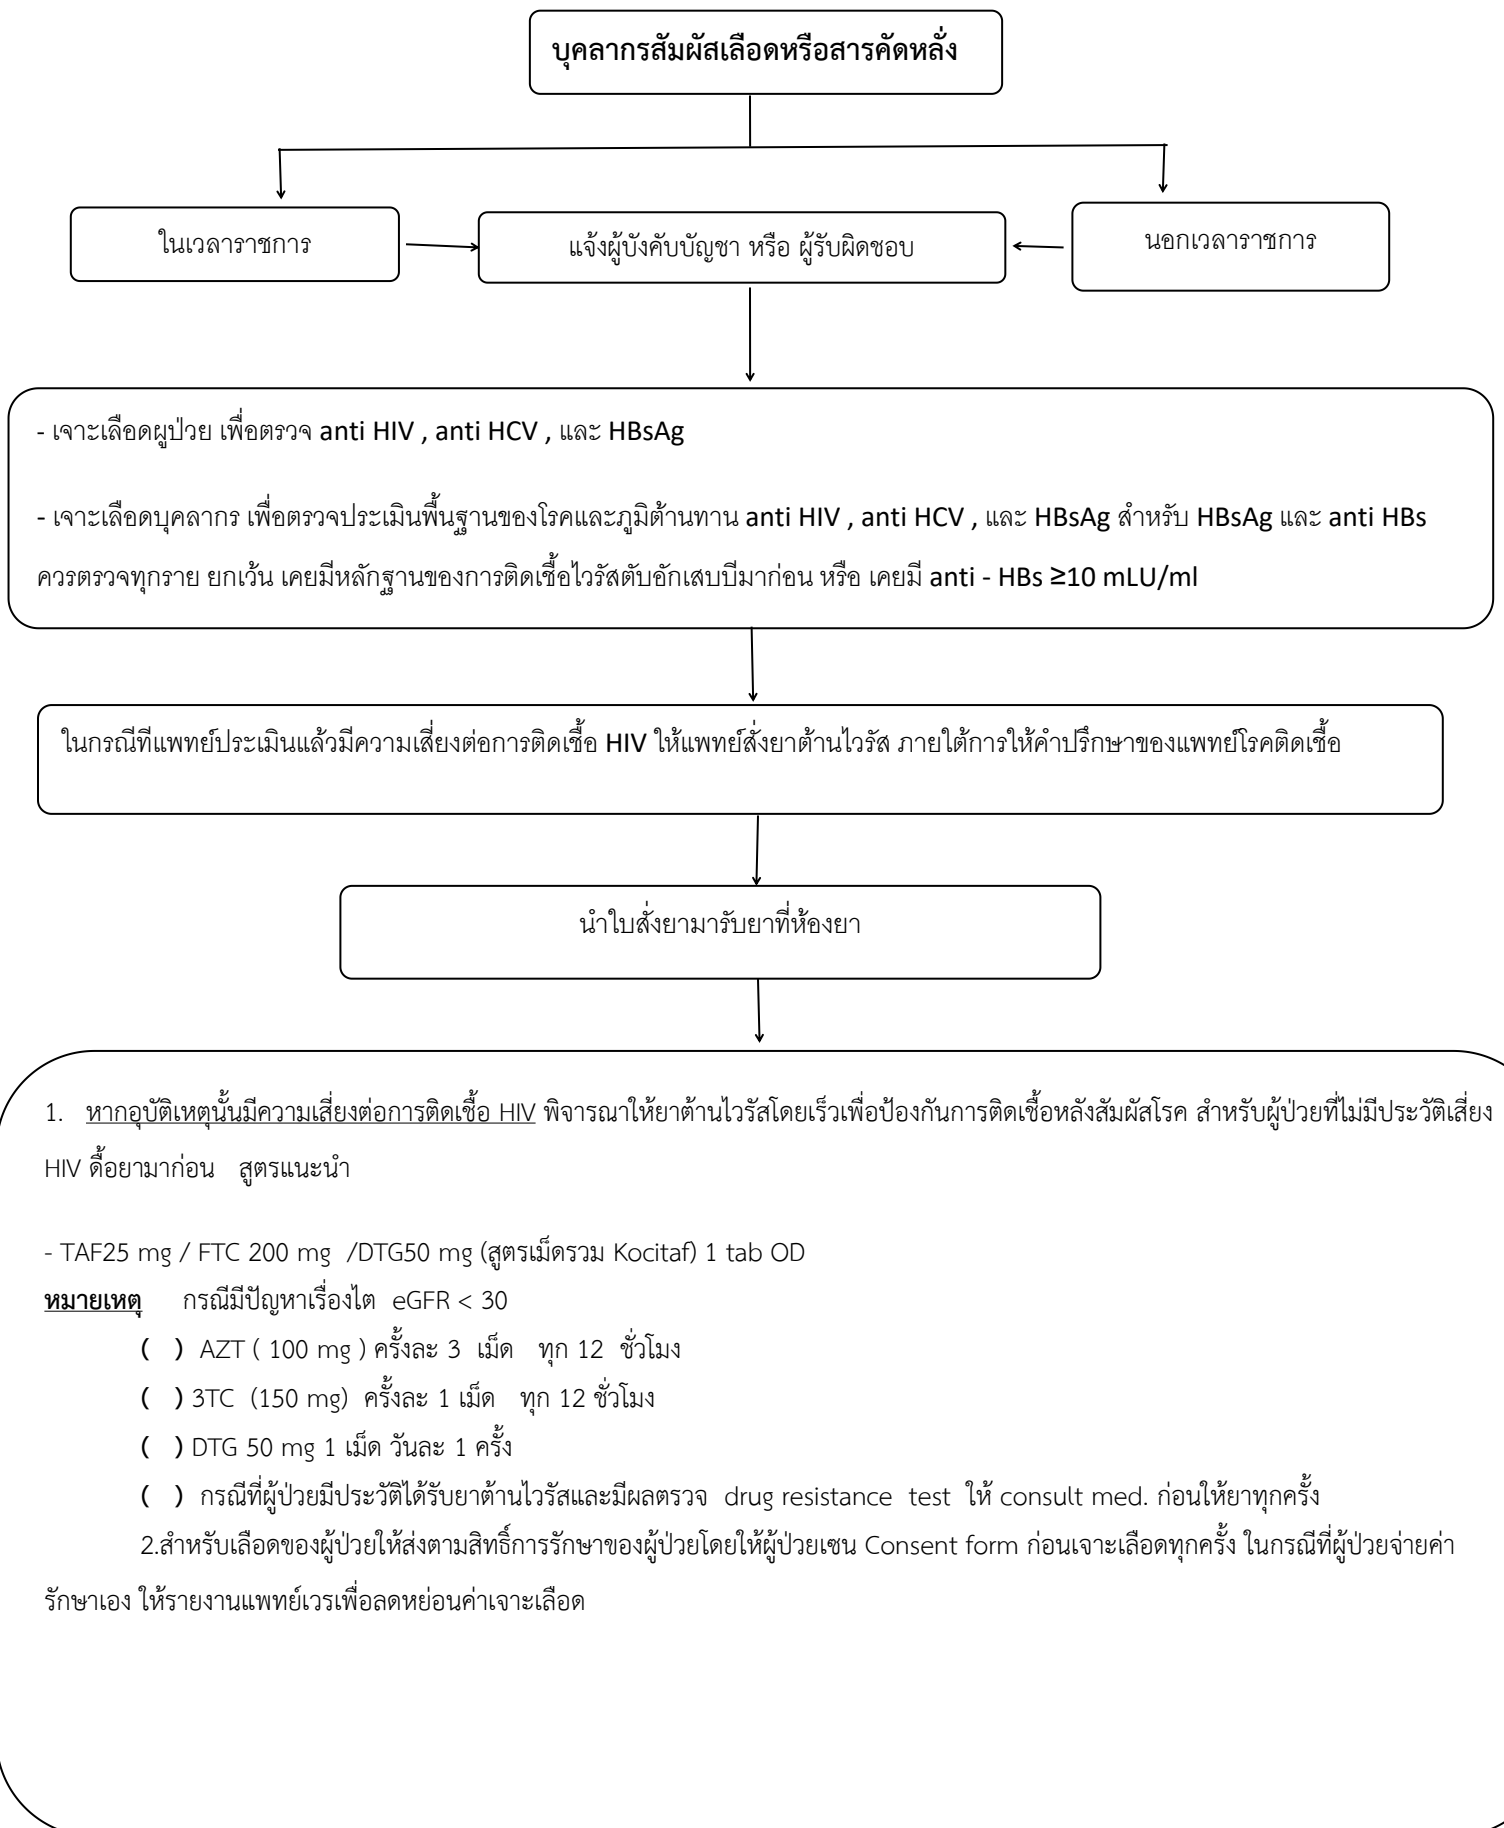 บุคลากรสัมผัสเลือดหรือสารคัดหลั่ง
ในเวลาราชการ
แจ้งผู้บังคับบัญชา หรือ ผู้รับผิดชอบ
นอกเวลาราชการ
- เจาะเลือดผูป่วย เพื่อตรวจ anti HIV , anti HCV , และ HBsAg
- เจาะเลือดบุคลากร เพื่อตรวจประเมินพื้นฐานของโรคและภูมิต้านทาน anti HIV , anti HCV , และ HBsAg สำหรับ HBsAg และ anti HBs
ควรตรวจทุกราย ยกเว้น เคยมีหลักฐานของการติดเชื้อไวรัสตับอักเสบบีมาก่อน หรือ เคยมี anti - HBs ≥10 mLU/ml
ในกรณีทีแพทย์ประเมินแล้วมีความเสี่ยงต่อการติดเชื้อ HIV ให้แพทย์สั่งยาต้านไวรัส ภายใต้การให้คำปรึกษาของแพทย์โรคติดเชื้อ
นำใบสั่งยามารับยาที่ห้องยา
1. หากอุบัติเหตุนั้นมีความเสี่ยงต่อการติดเชื้อ HIV พิจารณาให้ยาต้านไวรัสโดยเร็วเพื่อป้องกันการติดเชื้อหลังสัมผัสโรค สำหรับผู้ป่วยที่ไม่มีประวัติเสี่ยง
HIV ดื้อยามาก่อน สูตรแนะนำ
- TAF25 mg / FTC 200 mg /DTG50 mg (สูตรเม็ดรวม Kocitaf) 1 tab OD
หมายเหตุ กรณีมีปัญหาเรื่องไต eGFR < 30
( ) AZT ( 100 mg ) ครั้งละ 3 เม็ด ทุก 12 ชั่วโมง
( ) 3TC (150 mg) ครั้งละ 1 เม็ด ทุก 12 ชั่วโมง
( ) DTG 50 mg 1 เม็ด วันละ 1 ครั้ง
( ) กรณีที่ผู้ป่วยมีประวัติได้รับยาต้านไวรัสและมีผลตรวจ drug resistance test ให้ consult med. ก่อนให้ยาทุกครั้ง
2.สำหรับเลือดของผู้ป่วยให้ส่งตามสิทธิ์การรักษาของผู้ป่วยโดยให้ผู้ป่วยเซน Consent form ก่อนเจาะเลือดทุกครั้ง ในกรณีที่ผู้ป่วยจ่ายค่า
รักษาเอง ให้รายงานแพทย์เวรเพื่อลดหย่อนค่าเจาะเลือด